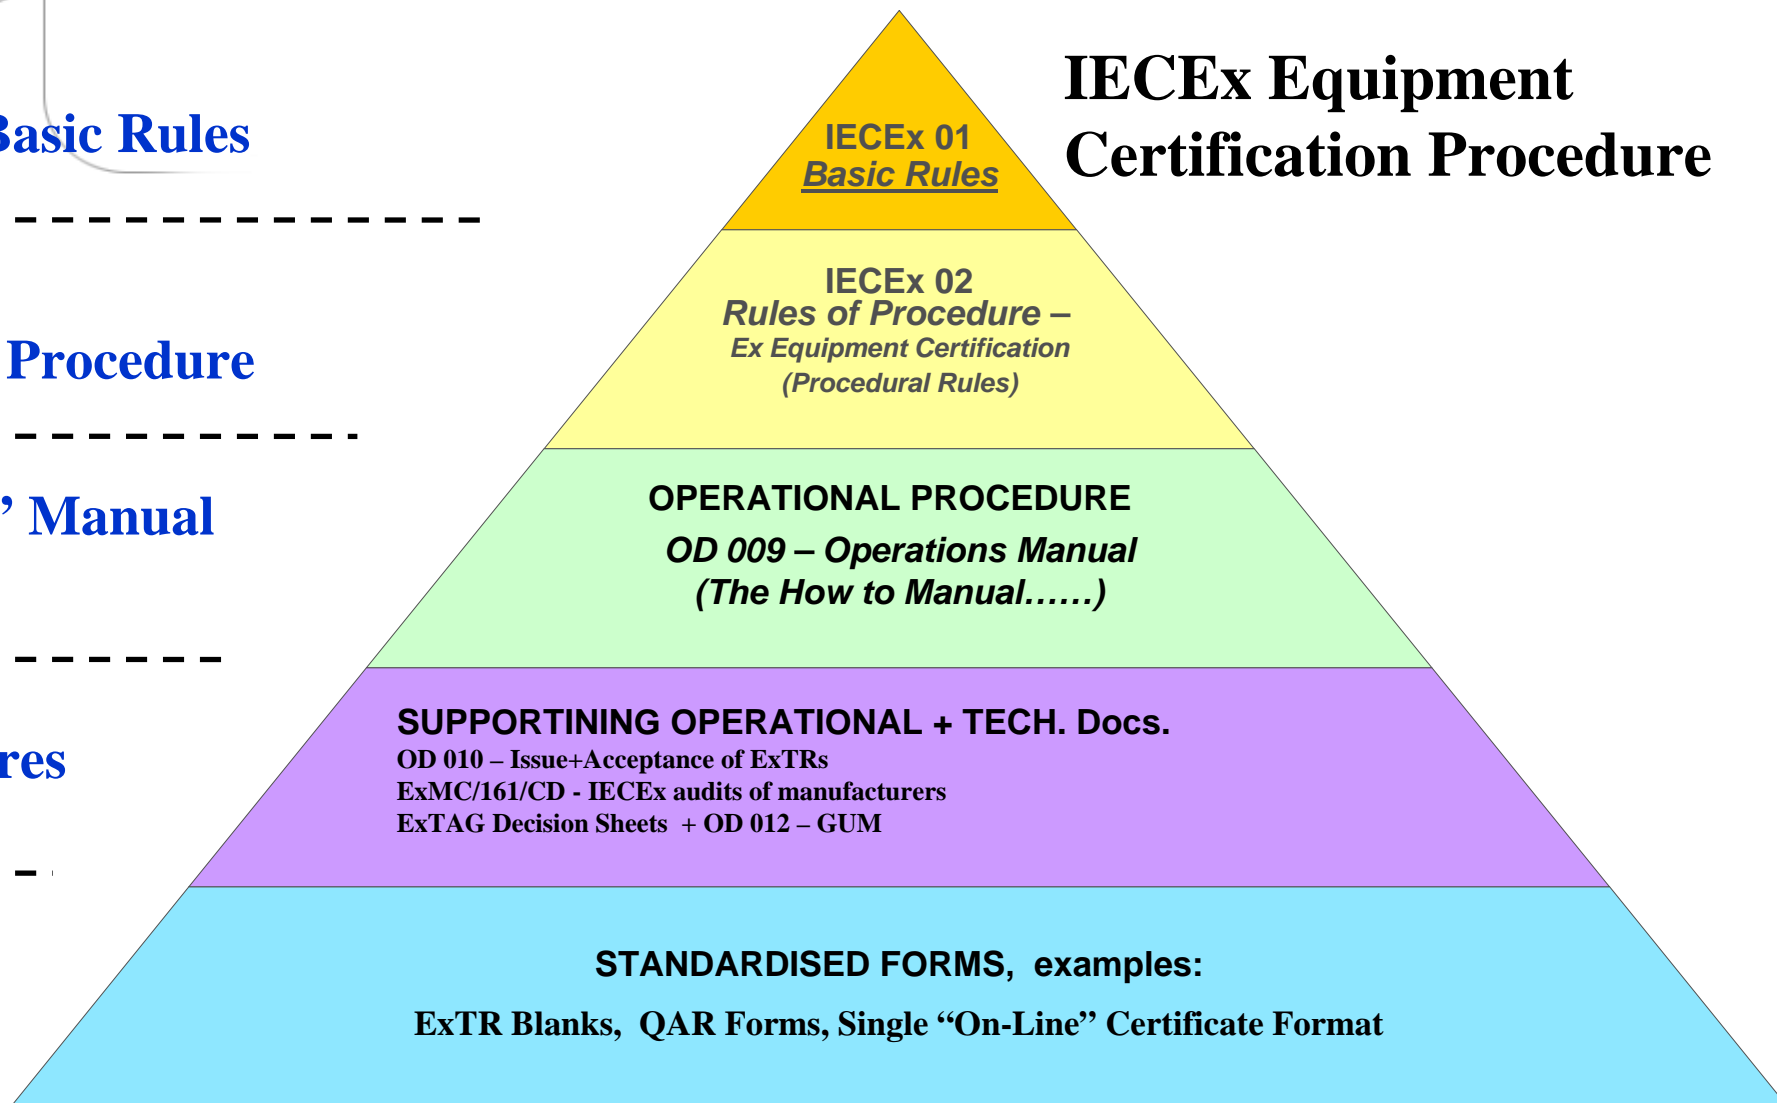 IECEx Equipment
Certification Procedure
Basic Rules
IECEx 01
Basic Rules
IECEx 02
Rules of Procedure –
Ex Equipment Certification
(Procedural Rules)
Procedure
OPERATIONAL PROCEDURE
OD 009 – Operations Manual
(The How to Manual……)
’ Manual
SUPPORTINING OPERATIONAL + TECH. Docs.
OD 010 – Issue+Acceptance of ExTRs
ExMC/161/CD - IECEx audits of manufacturers
ExTAG Decision Sheets + OD 012 – GUM
res
STANDARDISED FORMS, examples:
ExTR Blanks, QAR Forms, Single “On-Line” Certificate Format